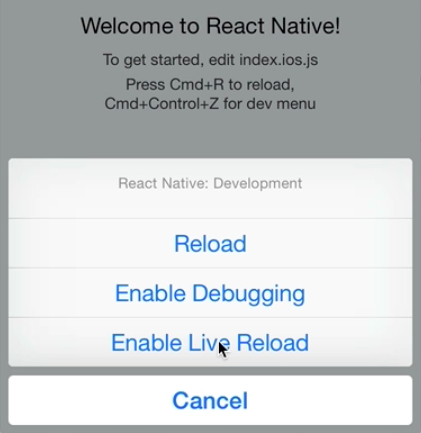 Welcome to React Native!
To get started, edit index.ios.js
Press Cmd+R to reload,
Cmd+Control+Z for dev menu
React Native: Development
Reload
Enable Debugging
Enable Live Reload
Cancel